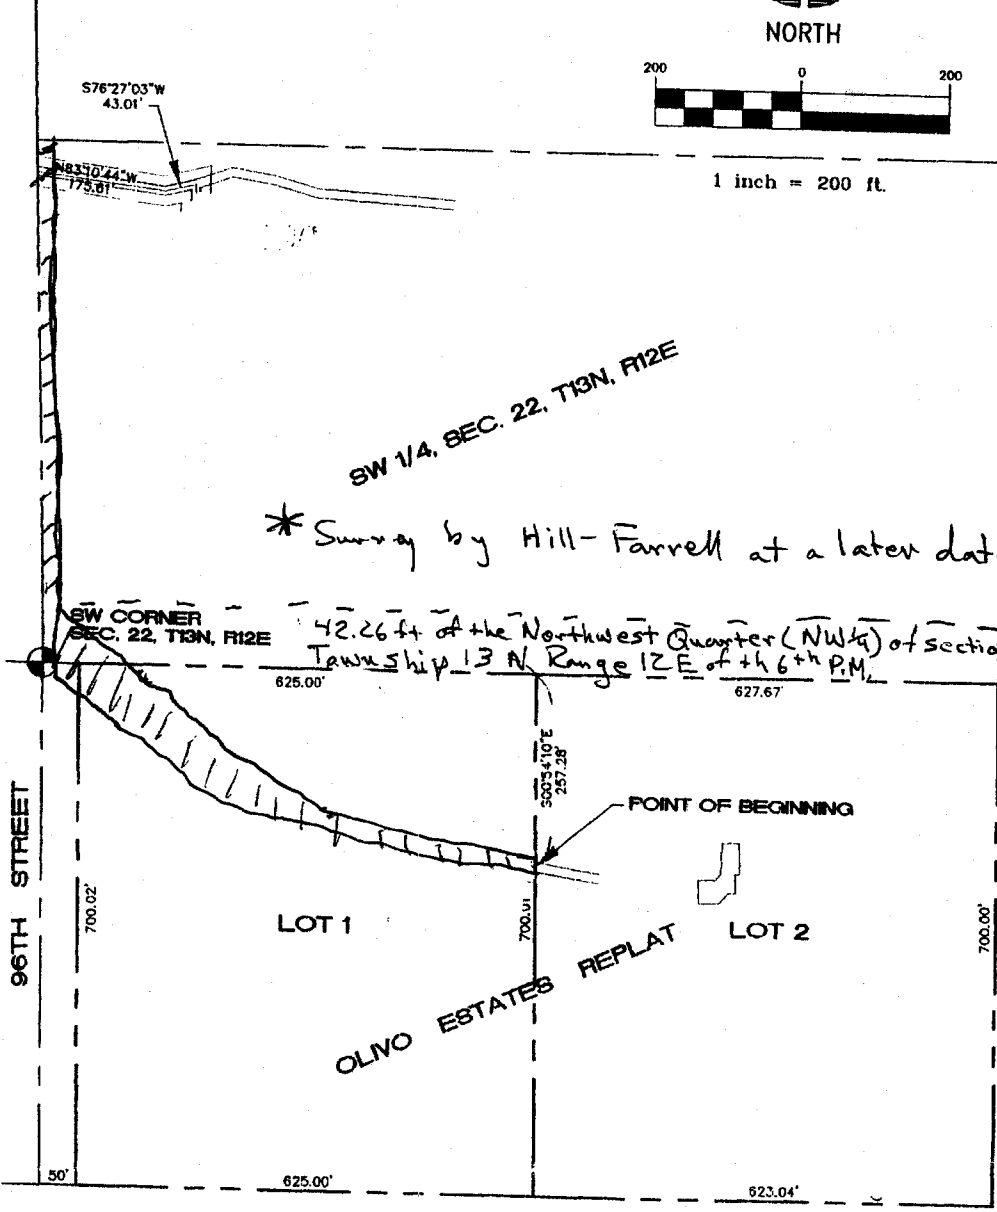 NORTH
200 0 200
1 inch = 200 ft.
S76°27'03"W
43.01'
N83°10'44"W
175.61'
SW 1/4, SEC. 22, T13N, R12E
* Survey by Hill-Farrell at a later dat
SW CORNER
SEC. 22, T13N, R12E
42.26 ft of the Northwest Quarter (NW¼) of sectio
Township 13 N, Range 12 E of th 6th P.M.
625.00'
627.67'
S00°54'10"E
257.28'
POINT OF BEGINNING
96TH STREET
700.02'
LOT 1
700.01
LOT 2
700.00'
OLIVO ESTATES REPLAT
50'
625.00'
623.04'